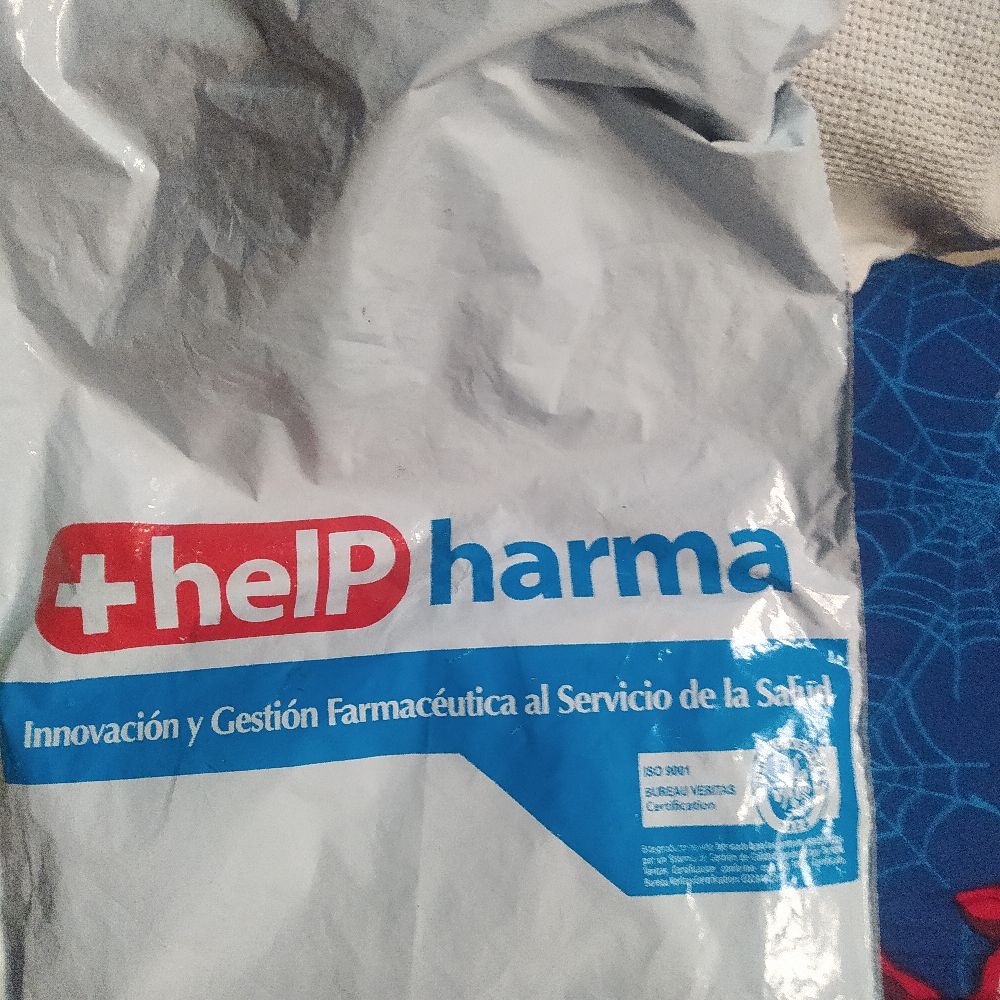 +helPharma
Innovación y Gestión Farmacéutica al Servicio de la Salud
ISO 9001
BUREAU VERITAS
Certification